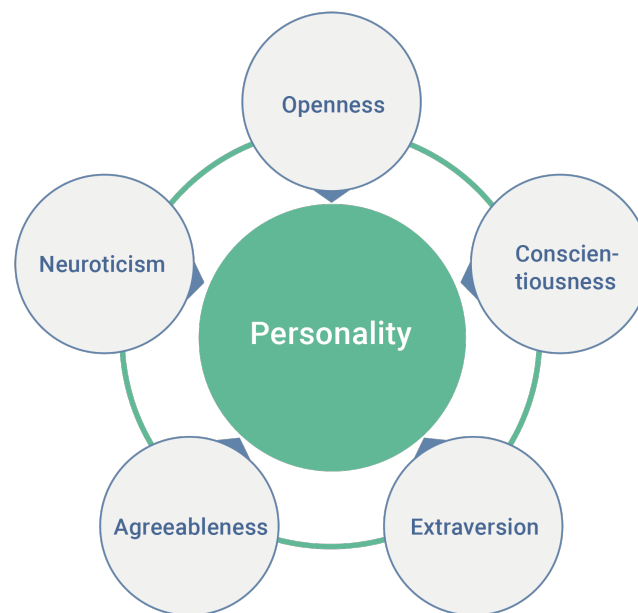 Openness
Conscien-
tiousness
Extraversion
Agreeableness
Neuroticism
Personality